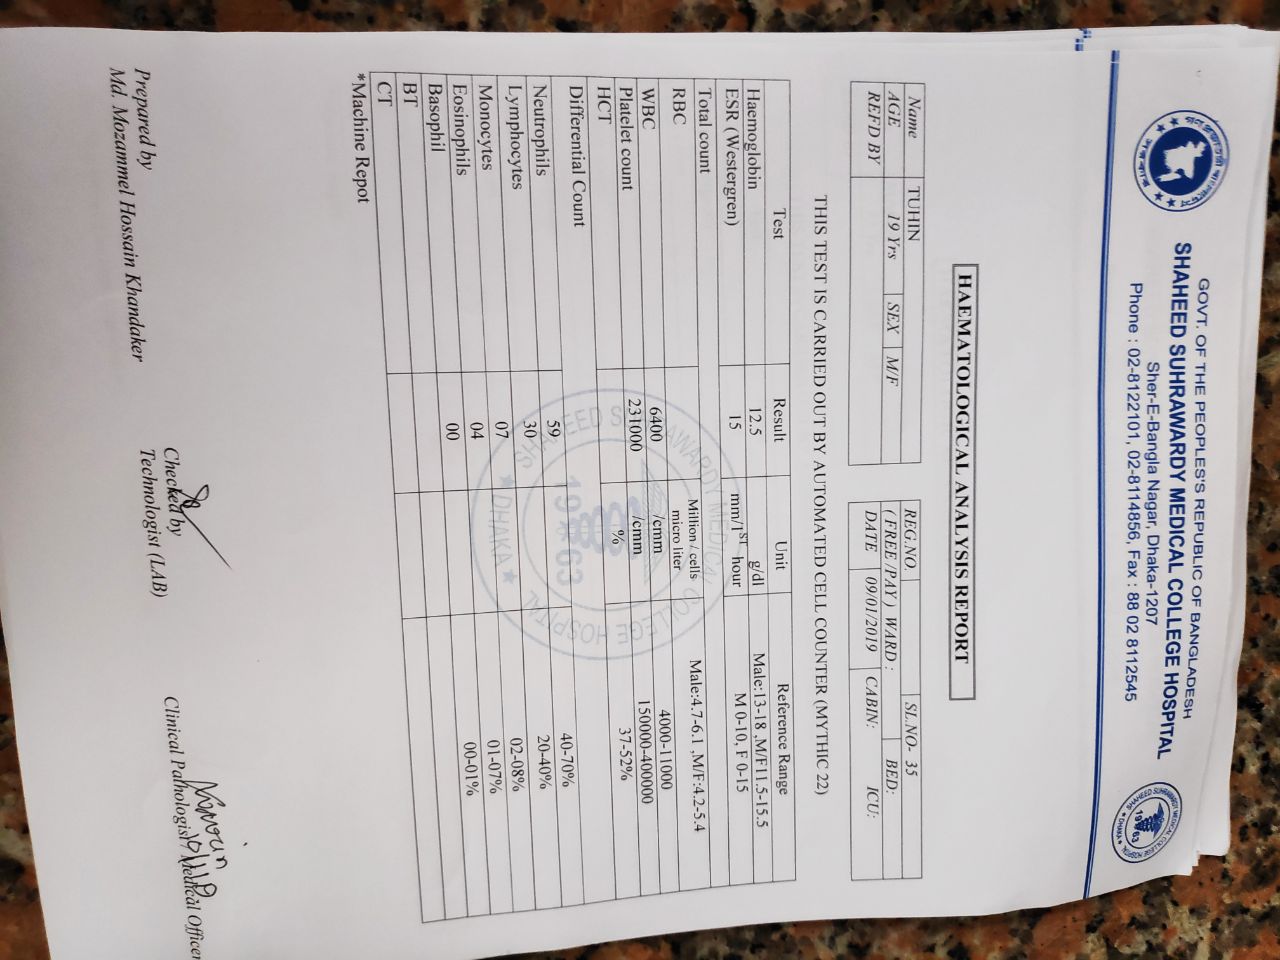 GOVT. OF THE PEOPLES'S REPUBLIC OF BANGLADESH
SHAHEED SUHRAWARDY MEDICAL COLLEGE HOSPITAL
Sher-E-Bangla Nagar, Dhaka-1207
Phone : 02-8122101, 02-8114856, Fax : 88 02 8112545
HAEMATOLOGICAL ANALYSIS REPORT
Name TUHIN REG.NO. SL.NO- 35
AGE 19 Yrs SEX M/F (FREE /PAY) WARD : BED:
REFD BY DATE 09/01/2019 CABIN: ICU:
THIS TEST IS CARRIED OUT BY AUTOMATED CELL COUNTER (MYTHIC 22)
Test Result Unit Reference Range
Haemoglobin 12.5 g/dl Male:13-18 ,M/F11.5-15.5
ESR (Westergren) 15 mm/1ST hour M 0-10, F 0-15
Total count
RBC Million / cells micro liter Male:4.7-6.1 ,M/F:4.2-5.4
WBC 6400 /cmm 4000-11000
Platelet count 231000 /cmm 150000-400000
HCT % 37-52%
Differential Count
Neutrophils 59 40-70%
Lymphocytes 30 20-40%
Monocytes 07 02-08%
Eosinophils 04 01-07%
Basophil 00 00-01%
BT
CT
*Machine Repot
SHAHEED SUHRAWARDY MEDICAL COLLEGE HOSPITAL
DHAKA
1963
Prepared by
Md. Mozammel Hossain Khandaker
Checked by
Technologist (LAB)
Clinical Pathologist/ Medical Officer